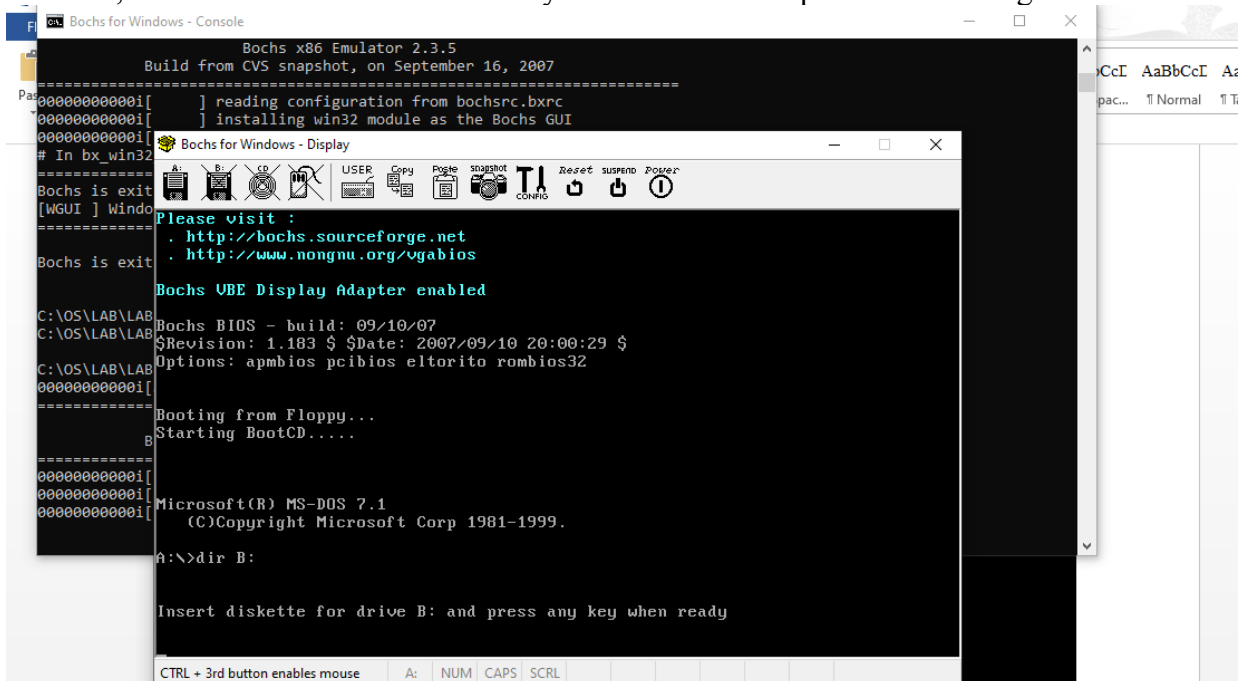 Bochs for Windows - Console
Bochs x86 Emulator 2.3.5
Build from CVS snapshot, on September 16, 2007
========================================================================
00000000000i[     ] reading configuration from bochsrc.bxrc
00000000000i[     ] installing win32 module as the Bochs GUI
00000000000i[
# In bx_win32
Bochs is exit
[WGUI ] Windo
Bochs is exit
C:\OS\LAB\LAB
C:\OS\LAB\LAB
C:\OS\LAB\LAB
00000000000i[
B
00000000000i[
00000000000i[
00000000000i[
Bochs for Windows - Display
A: B: CD USER Copy Paste snapshot CONFIG Reset SUSPEND Power
Please visit :
. http://bochs.sourceforge.net
. http://www.nongnu.org/vgabios
Bochs VBE Display Adapter enabled
Bochs BIOS - build: 09/10/07
$Revision: 1.183 $ $Date: 2007/09/10 20:00:29 $
Options: apmbios pcibios eltorito rombios32
Booting from Floppy...
Starting BootCD.....
Microsoft(R) MS-DOS 7.1
(C)Copyright Microsoft Corp 1981-1999.
A:\>dir B:
Insert diskette for drive B: and press any key when ready
CTRL + 3rd button enables mouse A: NUM CAPS SCRL
AaBbCcD
¶ Normal